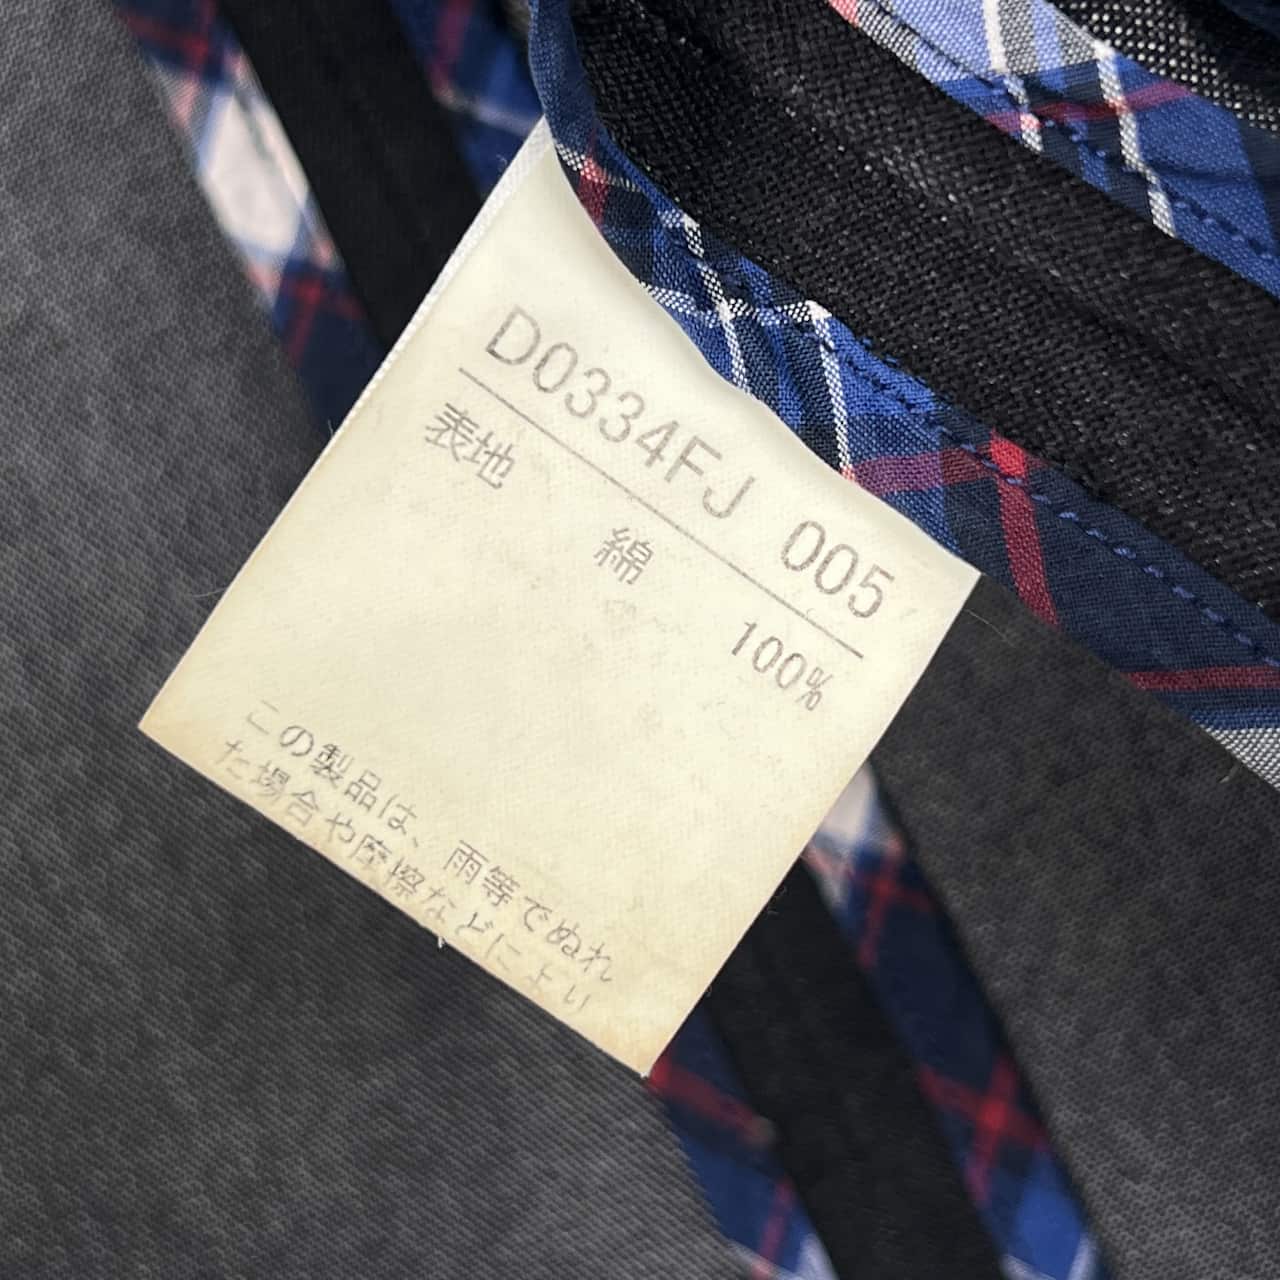 D0334FJ 005
表地
綿
100%
この製品は、雨等でぬれ
た場合や摩擦などにより